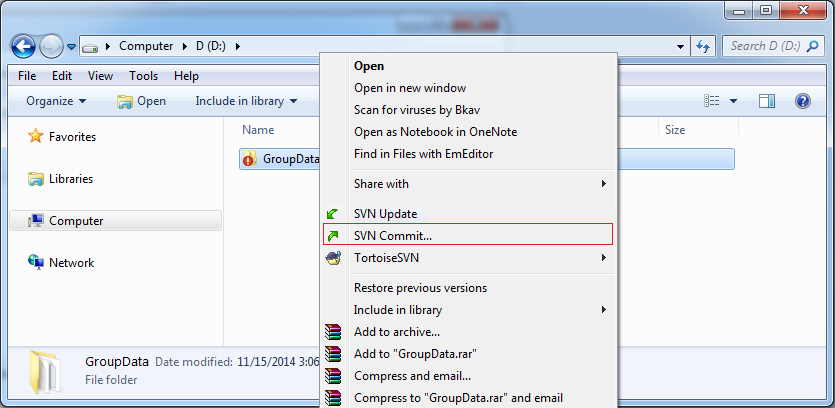 Computer D (D:)
Search D (D:)
File Edit View Tools Help
Organize Open Include in library
Name Size
Favorites
Libraries
Computer
Network
GroupData
Open
Open in new window
Scan for viruses by Bkav
Open as Notebook in OneNote
Find in Files with EmEditor
Share with
SVN Update
SVN Commit...
TortoiseSVN
Restore previous versions
Include in library
Add to archive...
Add to "GroupData.rar"
Compress and email...
Compress to "GroupData.rar" and email
GroupData Date modified: 11/15/2014 3:06
File folder